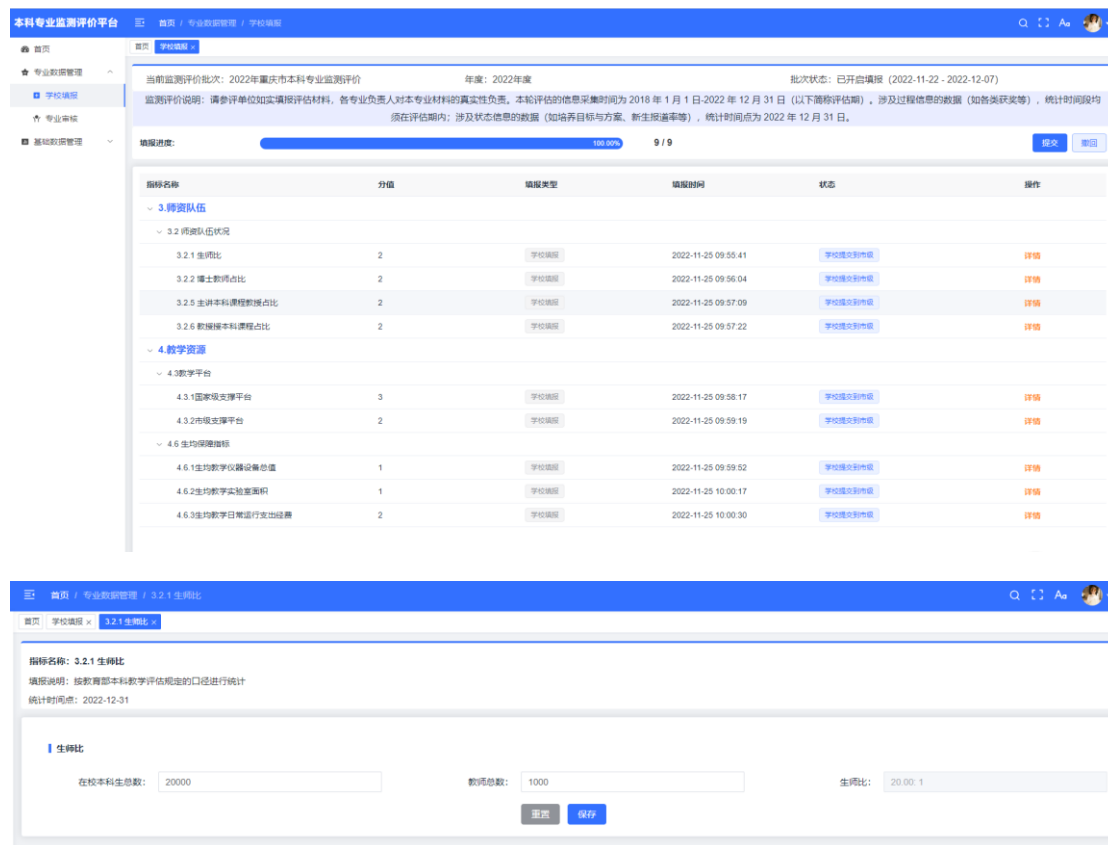 本科专业监测评价平台 首页 / 专业数据管理 / 学校填报
首页
专业数据管理
学校填报
专业审核
基础数据管理
首页 学校填报 ×
当前监测评价批次：2022年重庆市本科专业监测评价 年度：2022年度 批次状态：已开启填报（2022-11-22 - 2022-12-07）
监测评价说明：请参评单位如实填报评估材料，各专业负责人对本专业材料的真实性负责。本轮评估的信息采集时间为 2018 年 1 月 1 日-2022 年 12 月 31 日（以下简称评估期）。涉及过程信息的数据（如各类获奖等），统计时间段均
须在评估期内；涉及状态信息的数据（如培养目标与方案、新生报道率等），统计时间点为 2022 年 12 月 31 日。
填报进度： 100.00% 9 / 9 提交 撤回
指标名称 分值 填报类型 填报时间 状态 操作
3.师资队伍
3.2 师资队伍状况
3.2.1 生师比 2 学校填报 2022-11-25 09:55:41 学校提交到市级 详情
3.2.2 博士教师占比 2 学校填报 2022-11-25 09:56:04 学校提交到市级 详情
3.2.5 主讲本科课程教授占比 2 学校填报 2022-11-25 09:57:09 学校提交到市级 详情
3.2.6 教授授本科课程占比 2 学校填报 2022-11-25 09:57:22 学校提交到市级 详情
4.教学资源
4.3教学平台
4.3.1国家级支撑平台 3 学校填报 2022-11-25 09:58:17 学校提交到市级 详情
4.3.2市级支撑平台 2 学校填报 2022-11-25 09:59:19 学校提交到市级 详情
4.6 生均保障指标
4.6.1生均教学仪器设备总值 1 学校填报 2022-11-25 09:59:52 学校提交到市级 详情
4.6.2生均教学实验室面积 1 学校填报 2022-11-25 10:00:17 学校提交到市级 详情
4.6.3生均教学日常运行支出经费 2 学校填报 2022-11-25 10:00:30 学校提交到市级 详情
首页 / 专业数据管理 / 3.2.1 生师比
首页 学校填报 × 3.2.1 生师比 ×
指标名称：3.2.1 生师比
填报说明：按教育部本科教学评估规定的口径进行统计
统计时间点：2022-12-31
生师比
在校本科生总数： 20000 教师总数： 1000 生师比： 20.00: 1
重置 保存